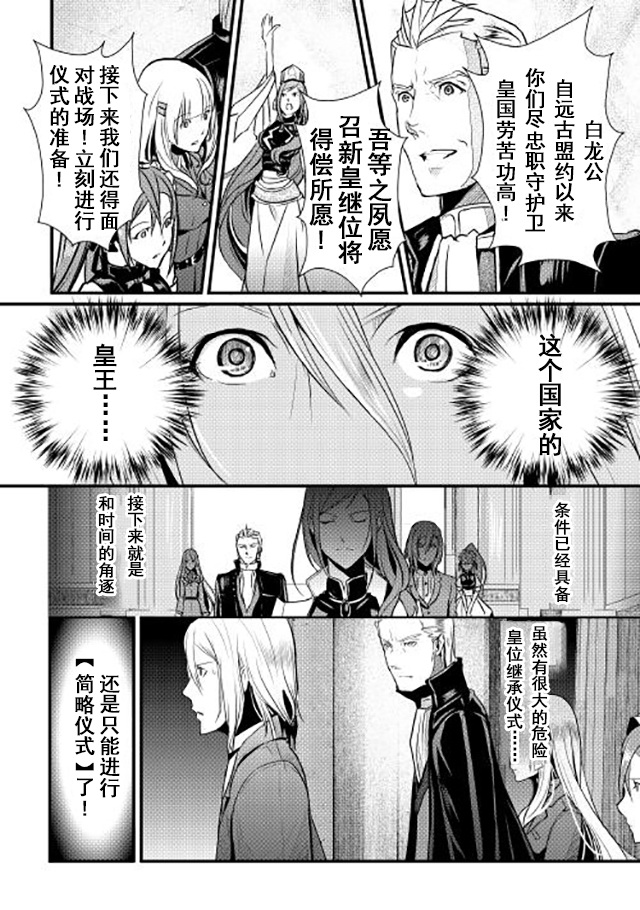 白龙公
自远古盟约以来
你们尽忠职守护卫
皇国劳苦功高！
吾等之夙愿
召新皇继位将
得偿所愿！
接下来我们还得面
对战场！立刻进行
仪式的准备！
这个国家的
皇王……
条件已经具备
接下来就是
和时间的角逐
虽然有很大的危险
皇位继承仪式……
还是只能进行
【简略仪式】了！